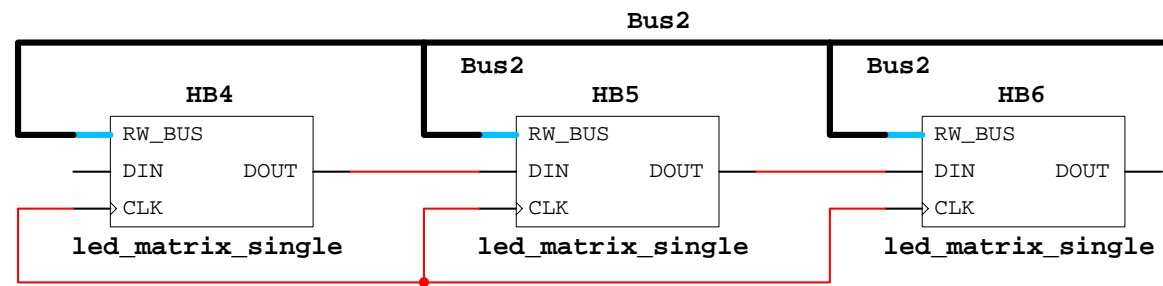 Bus2
Bus2
Bus2
HB4
HB5
HB6
RW_BUS
RW_BUS
RW_BUS
DIN
DOUT
DIN
DOUT
DIN
DOUT
CLK
CLK
CLK
led_matrix_single
led_matrix_single
led_matrix_single